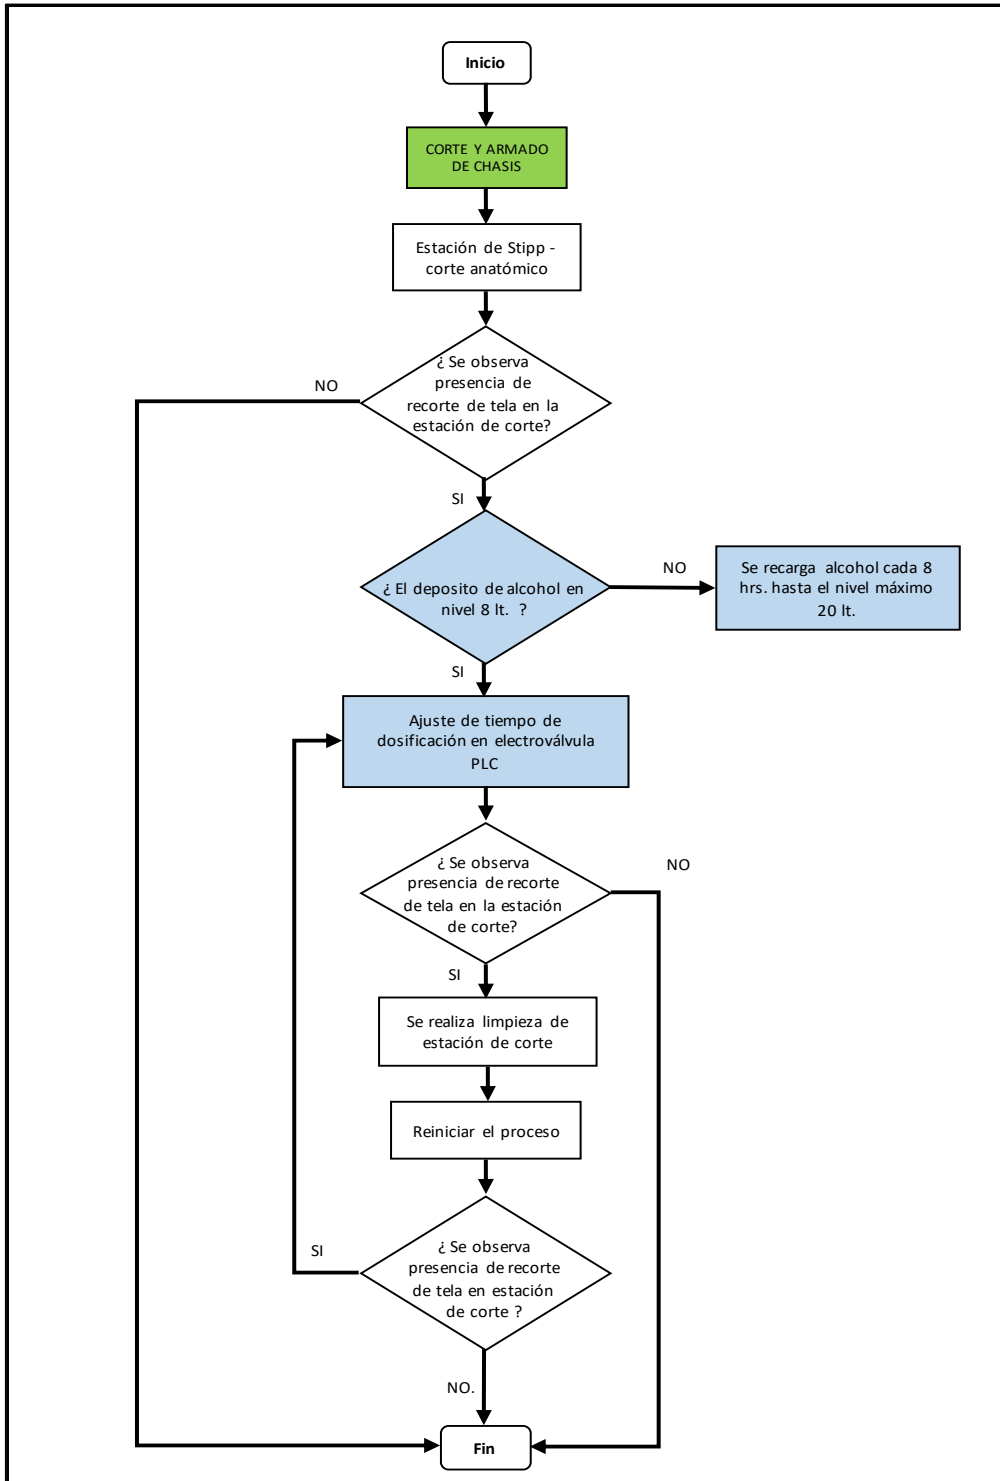 Inicio
CORTE Y ARMADO
DE CHASIS
Estación de Stipp -
corte anatómico
¿ Se observa
presencia de
recorte de tela en la
estación de corte?
NO
SI
¿ El deposito de alcohol en
nivel 8 lt. ?
NO
Se recarga alcohol cada 8
hrs. hasta el nivel máximo
20 lt.
SI
Ajuste de tiempo de
dosificación en electroválvula
PLC
¿ Se observa
presencia de recorte
de tela en la estación
de corte?
NO
SI
Se realiza limpieza de
estación de corte
Reiniciar el proceso
¿ Se observa
presencia de recorte
de tela en estación
de corte ?
SI
NO.
Fin